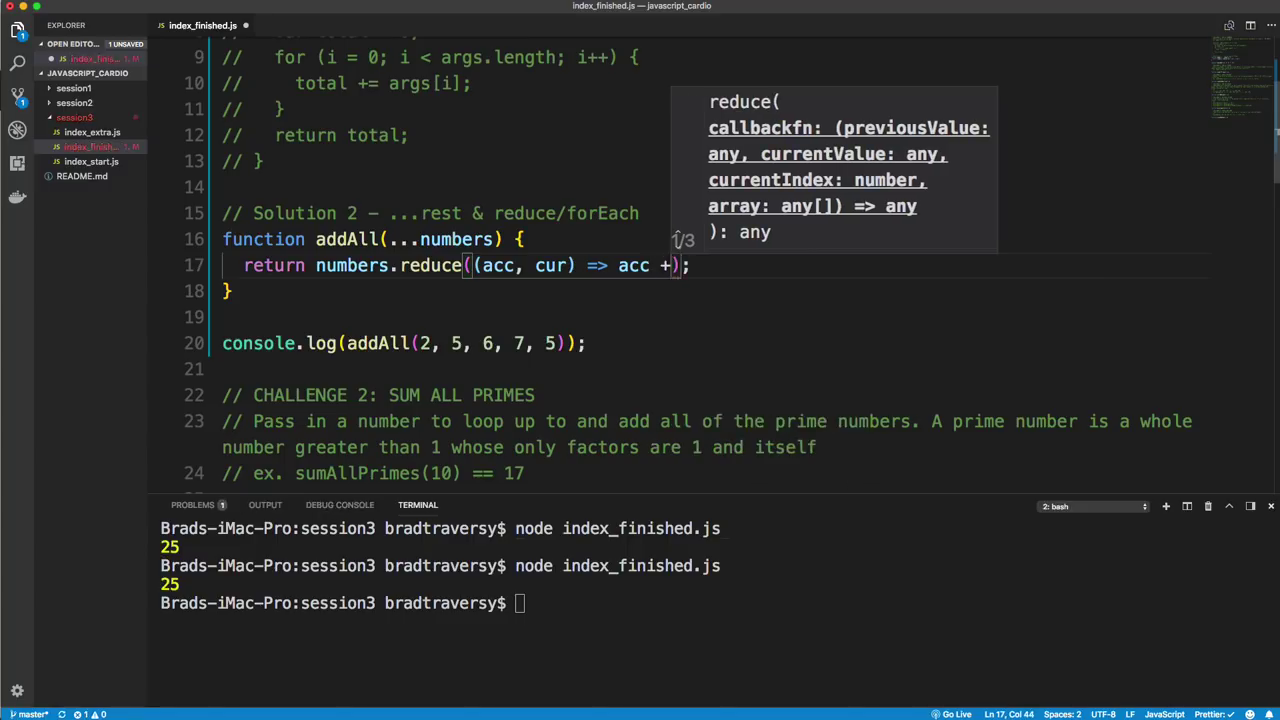 index_finished.js — javascript_cardio
EXPLORER
index_finished.js
OPEN EDITO... 1 UNSAVED
index_finis... 1, M
JAVASCRIPT_CARDIO
session1
session2
session3
index_extra.js
index_finish... 1, M
index_start.js
README.md
9 // for (i = 0; i < args.length; i++) {
10 // total += args[i];
11 // }
12 // return total;
13 // }
14
15 // Solution 2 - ...rest & reduce/forEach
16 function addAll(...numbers) {
17 return numbers.reduce((acc, cur) => acc +);
18 }
19
20 console.log(addAll(2, 5, 6, 7, 5));
21
22 // CHALLENGE 2: SUM ALL PRIMES
23 // Pass in a number to loop up to and add all of the prime numbers. A prime number is a whole
number greater than 1 whose only factors are 1 and itself
24 // ex. sumAllPrimes(10) == 17
reduce(
callbackfn: (previousValue:
any, currentValue: any,
currentIndex: number,
array: any[]) => any
): any
1/3
PROBLEMS 1 OUTPUT DEBUG CONSOLE TERMINAL 2: bash
Brads-iMac-Pro:session3 bradtraversy$ node index_finished.js
25
Brads-iMac-Pro:session3 bradtraversy$ node index_finished.js
25
Brads-iMac-Pro:session3 bradtraversy$
master* 1 0 Go Live Ln 17, Col 44 Spaces: 2 UTF-8 LF JavaScript Prettier: ✓